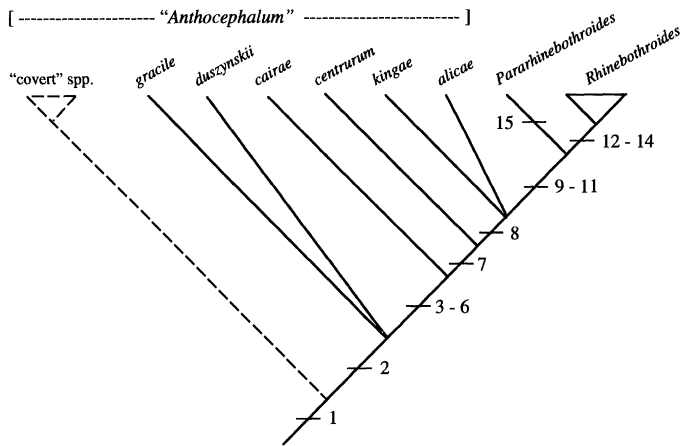 [ ---------------------- "Anthocephalum" ------------------------- ]
"covert" spp.
gracile
duszynskii
cairae
centrurum
kingae
alicae
Pararhinebothroides
Rhinebothroides
15
12 - 14
9 - 11
8
7
3 - 6
2
1